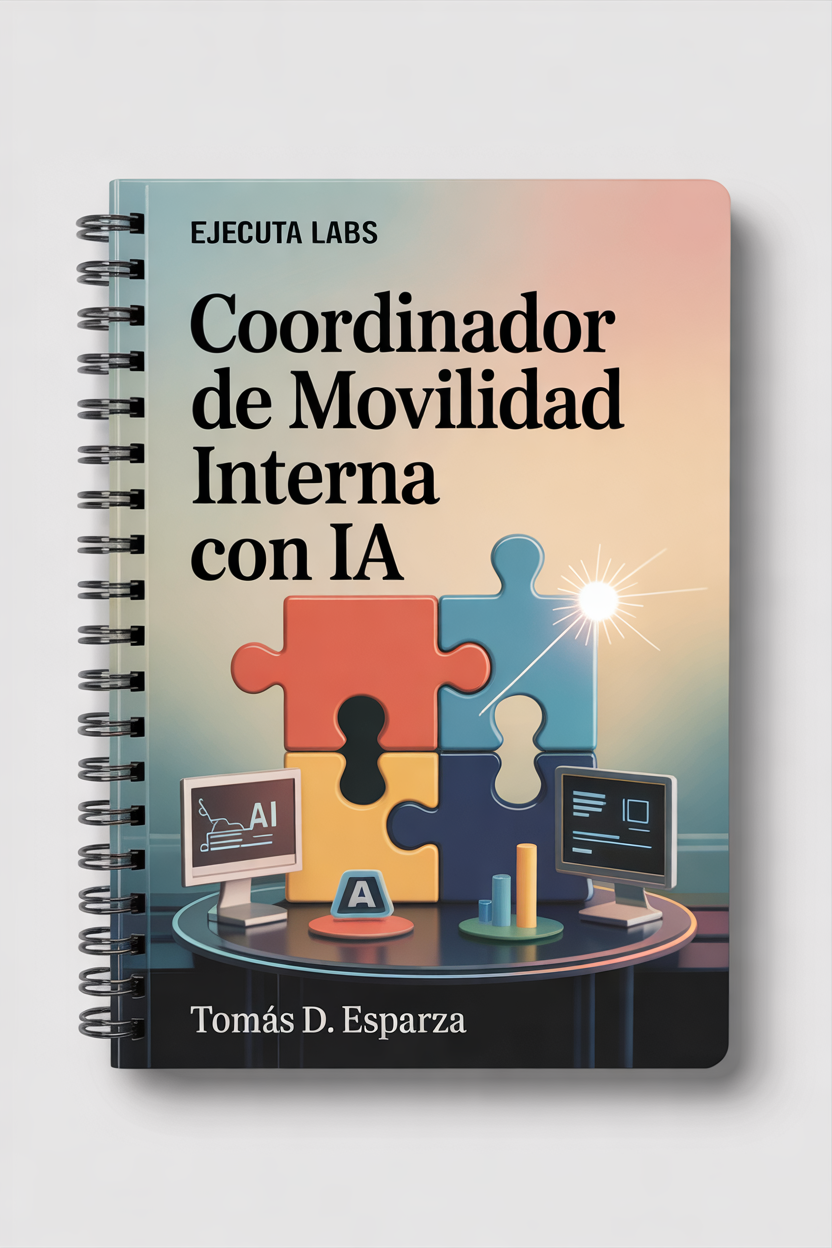 EJECUTA LABS
Coordinador
de Movilidad
Interna
con IA
AI
A
Tomás D. Esparza